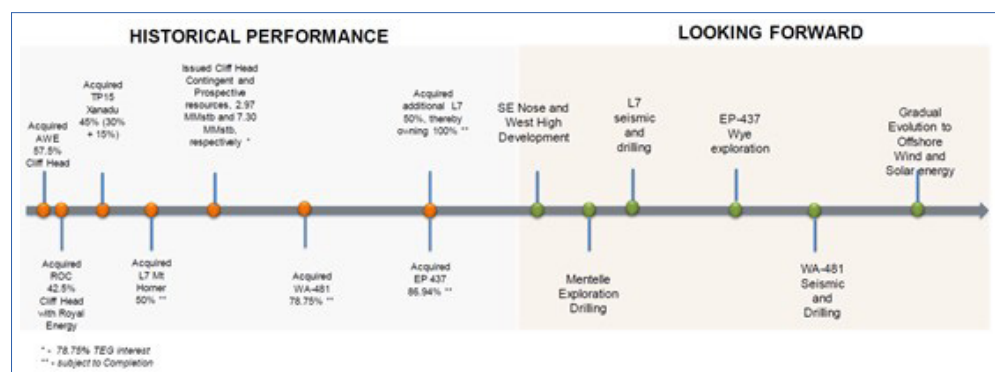 HISTORICAL PERFORMANCE
LOOKING FORWARD
Acquired
AWE
57.5%
Cliff Head
Acquired
TP15
Xanadu
45% (30%
+ 15%)
Issued Cliff Head
Contingent and
Prospective
resources, 2.97
MMstb and 7.30
MMstb,
respectively *
Acquired
additional L7
50%, thereby
owning 100% **
SE Nose and
West High
Development
L7
seismic
and
drilling
EP-437
Wye
exploration
Gradual
Evolution to
Offshore
Wind and
Solar energy
Acquired
ROC
42.5%
Cliff Head
with Royal
Energy
Acquired
L7 Mt
Horner
50% **
Acquired
WA-481
78.75% **
Acquired
EP 437
86.94% **
Mentelle
Exploration
Drilling
WA-481
Seismic
and
Drilling
* - 78.75% TEG interest
** - subject to Completion